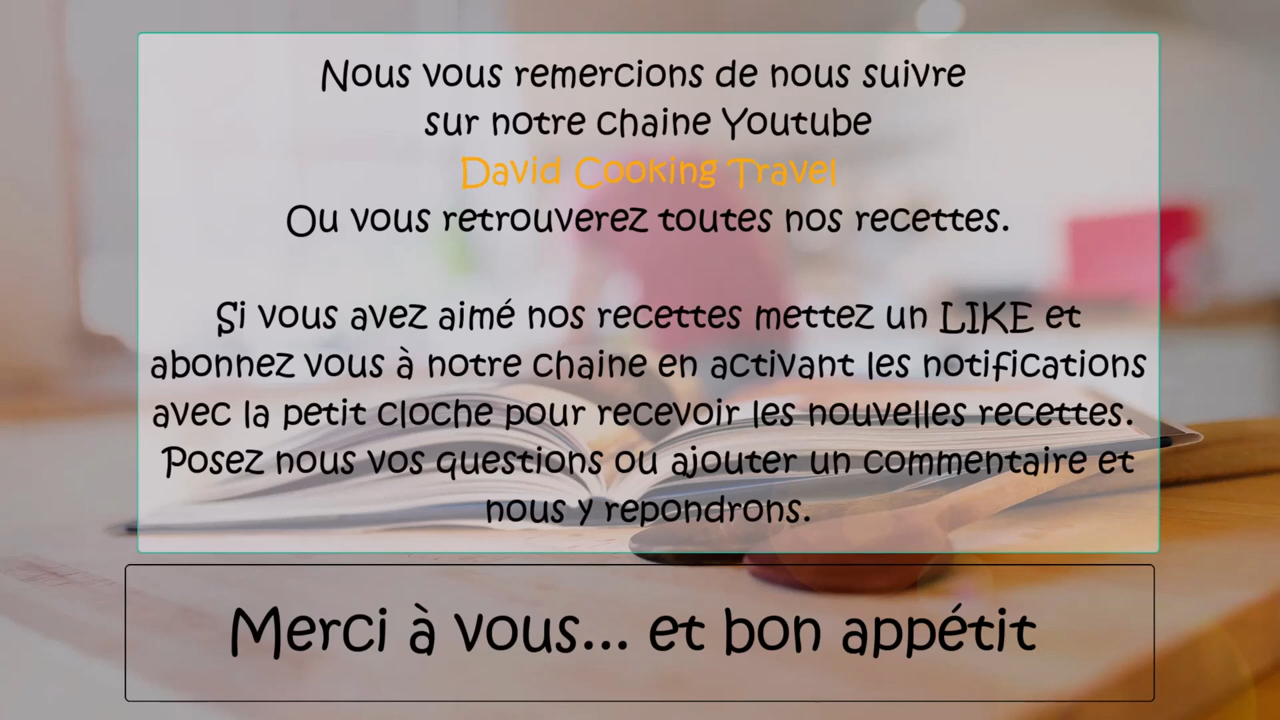 Nous vous remercions de nous suivre
sur notre chaine Youtube
David Cooking Travel
Ou vous retrouverez toutes nos recettes.
Si vous avez aimé nos recettes mettez un LIKE et
abonnez vous à notre chaine en activant les notifications
avec la petit cloche pour recevoir les nouvelles recettes.
Posez nous vos questions ou ajouter un commentaire et
nous y repondrons.
Merci à vous... et bon appétit